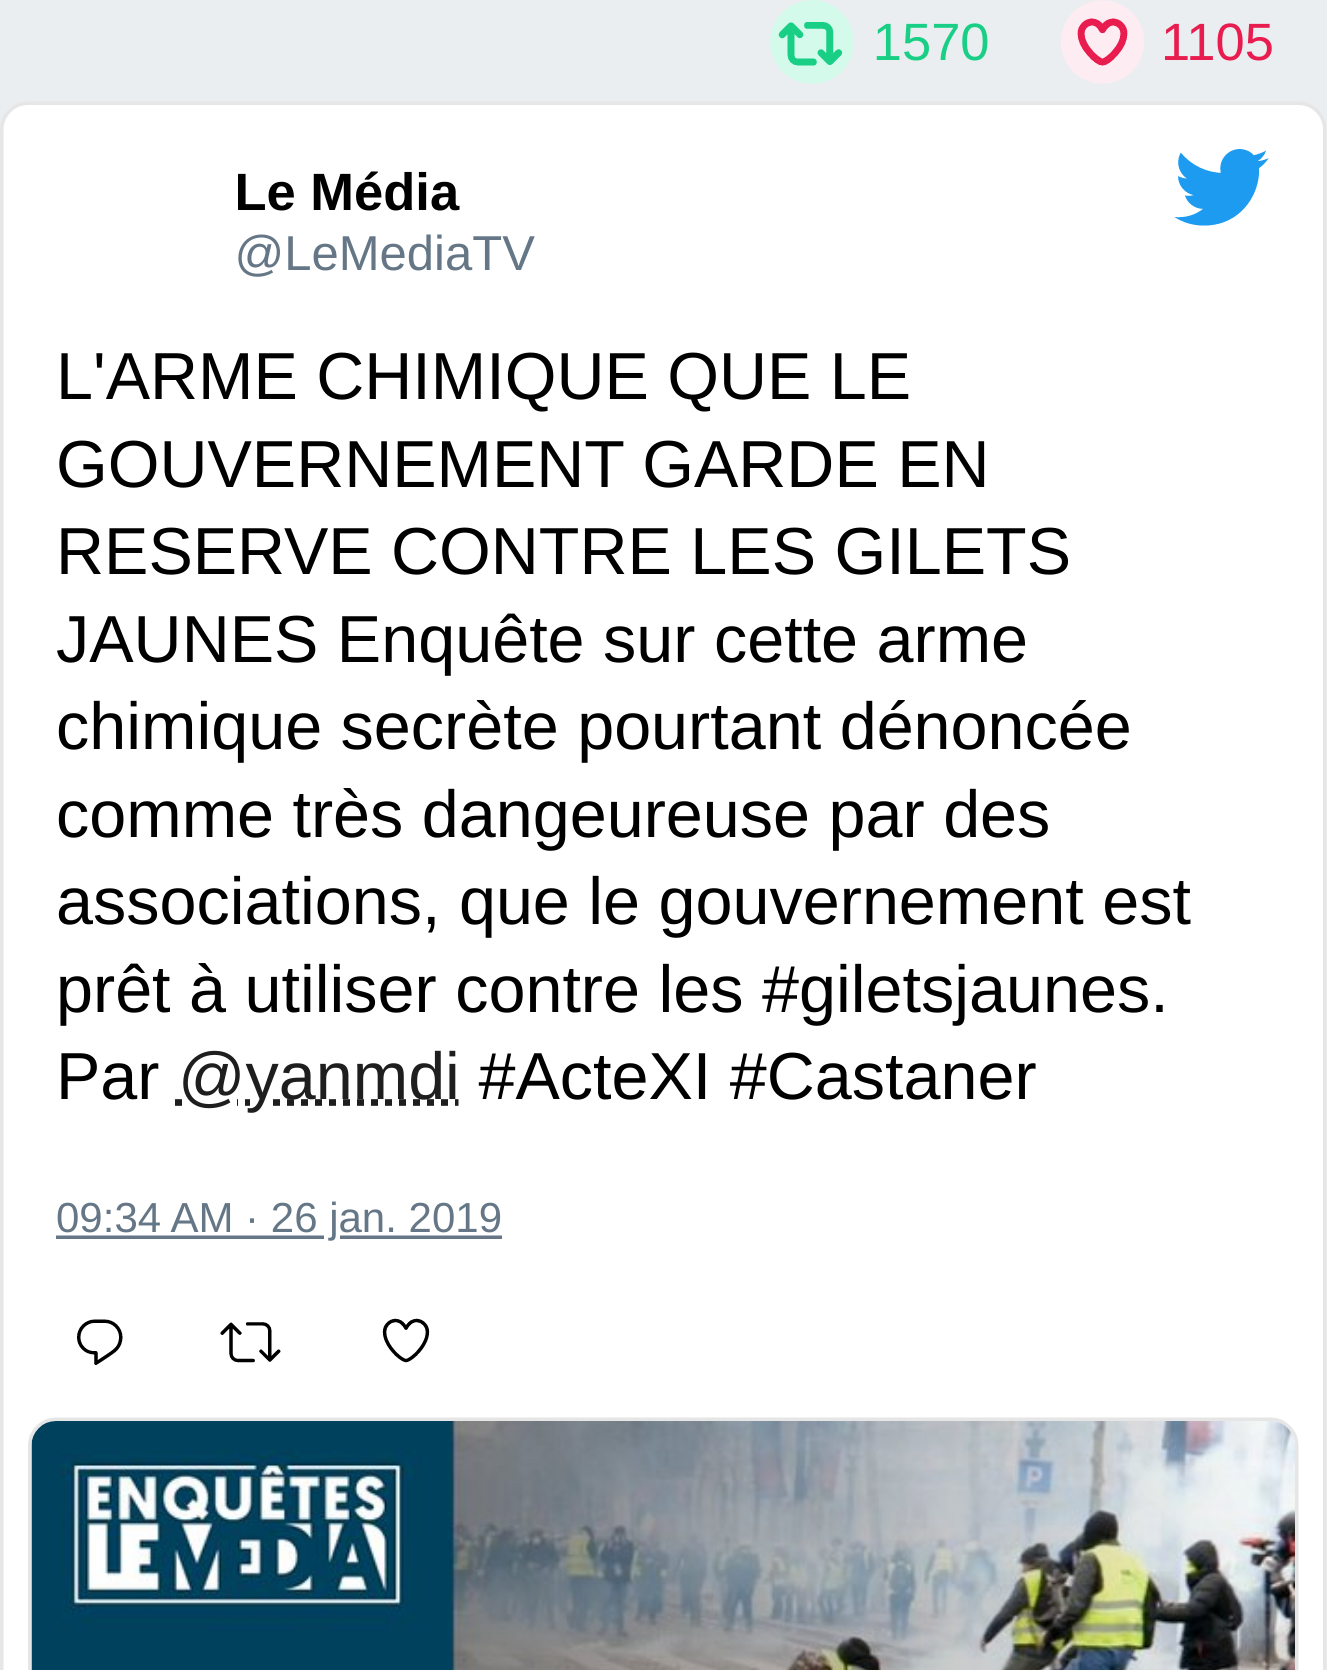 1570 1105
Le Média
@LeMediaTV
L'ARME CHIMIQUE QUE LE
GOUVERNEMENT GARDE EN
RESERVE CONTRE LES GILETS
JAUNES Enquête sur cette arme
chimique secrète pourtant dénoncée
comme très dangeureuse par des
associations, que le gouvernement est
prêt à utiliser contre les #giletsjaunes.
Par @yanmdi #ActeXI #Castaner
09:34 AM · 26 jan. 2019
ENQUÊTES
LE MEDIA
P